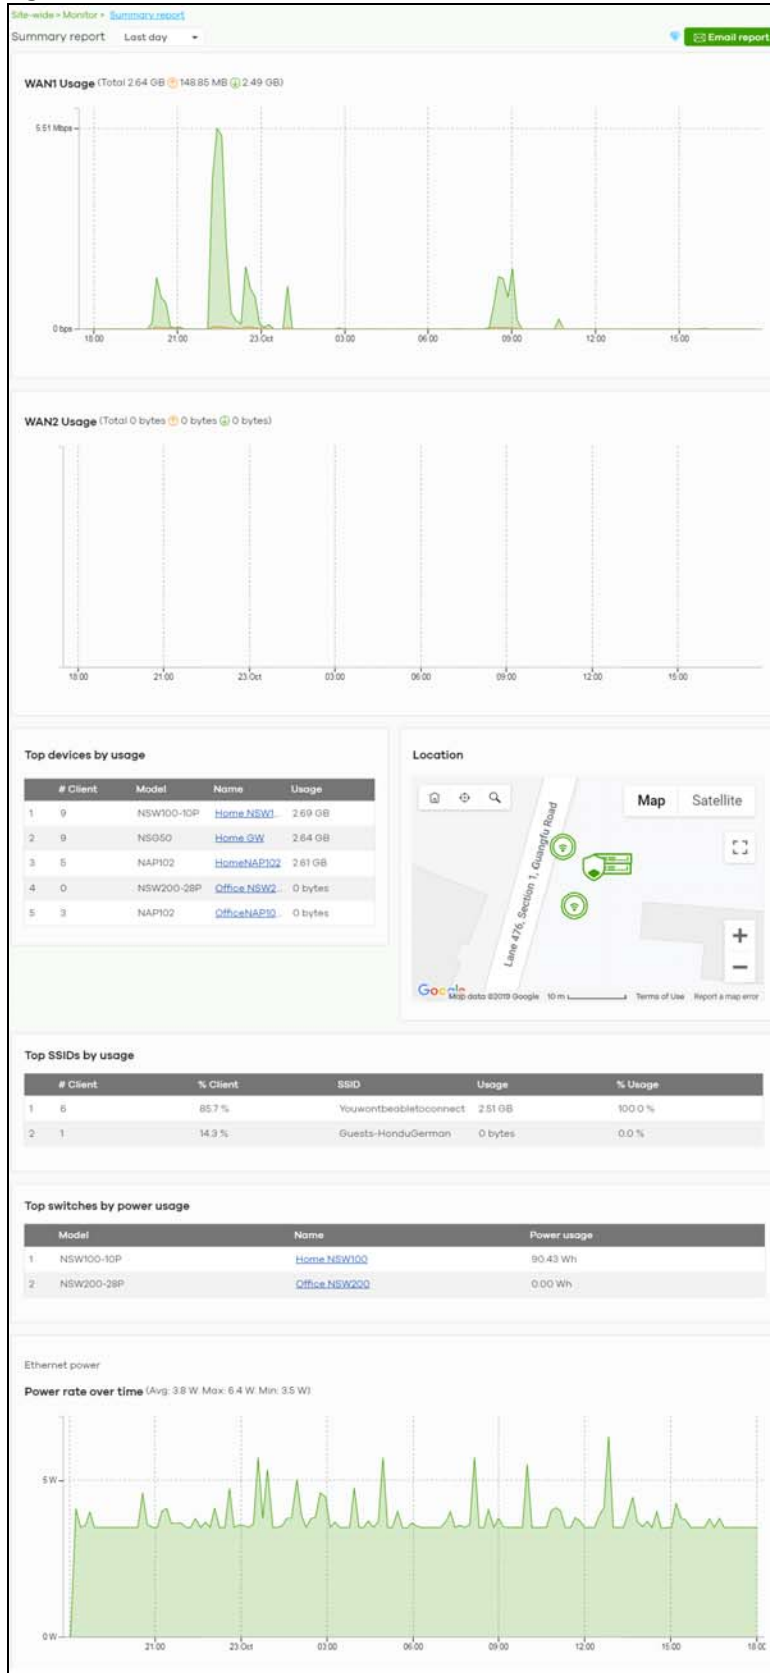 Site-wide > Monitor > Summary report
Summary report Last day
Email report
WAN1 Usage (Total 2.64 GB 148.85 MB 2.49 GB)
5.51 Mbps
0 bps
18:00 21:00 23.Oct 03:00 06:00 09:00 12:00 15:00
WAN2 Usage (Total 0 bytes 0 bytes 0 bytes)
18:00 21:00 23.Oct 03:00 06:00 09:00 12:00 15:00
Top devices by usage
# Client Model Name Usage
1 9 NSW100-10P Home NSW1... 2.69 GB
2 9 NSG50 Home GW 2.64 GB
3 5 NAP102 HomeNAP102 2.61 GB
4 0 NSW200-28P Office NSW2... 0 bytes
5 3 NAP102 OfficeNAP10... 0 bytes
Location
Map Satellite
Lane 476, Section 1, Guangfu Road
Google
Map data ©2019 Google 10 m Terms of Use Report a map error
Top SSIDs by usage
# Client % Client SSID Usage % Usage
1 6 85.7 % Youwontbeabletoconnect 2.51 GB 100.0 %
2 1 14.3 % Guests-HonduGerman 0 bytes 0.0 %
Top switches by power usage
Model Name Power usage
1 NSW100-10P Home NSW100 90.43 Wh
2 NSW200-28P Office NSW200 0.00 Wh
Ethernet power
Power rate over time (Avg: 3.8 W. Max: 6.4 W. Min: 3.5 W)
5 W
0 W
21:00 23.Oct 03:00 06:00 09:00 12:00 15:00 18:00